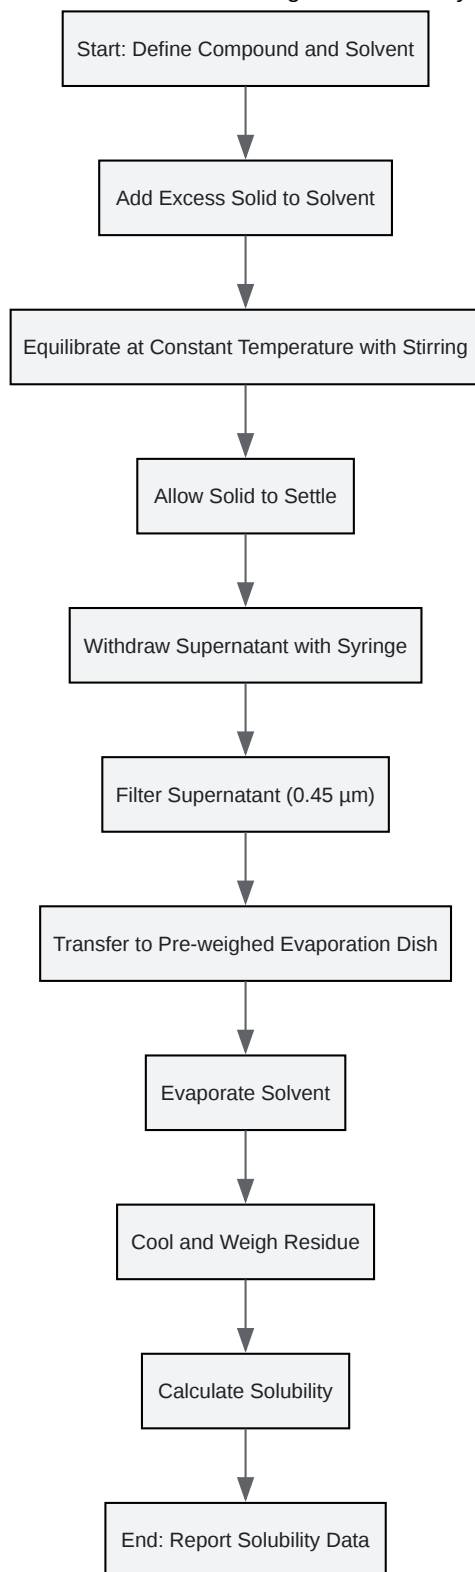 Start: Define Compound and Solvent
Add Excess Solid to Solvent
Equilibrate at Constant Temperature with Stirring
Allow Solid to Settle
Withdraw Supernatant with Syringe
Filter Supernatant (0.45 µm)
Transfer to Pre-weighed Evaporation Dish
Evaporate Solvent
Cool and Weigh Residue
Calculate Solubility
End: Report Solubility Data